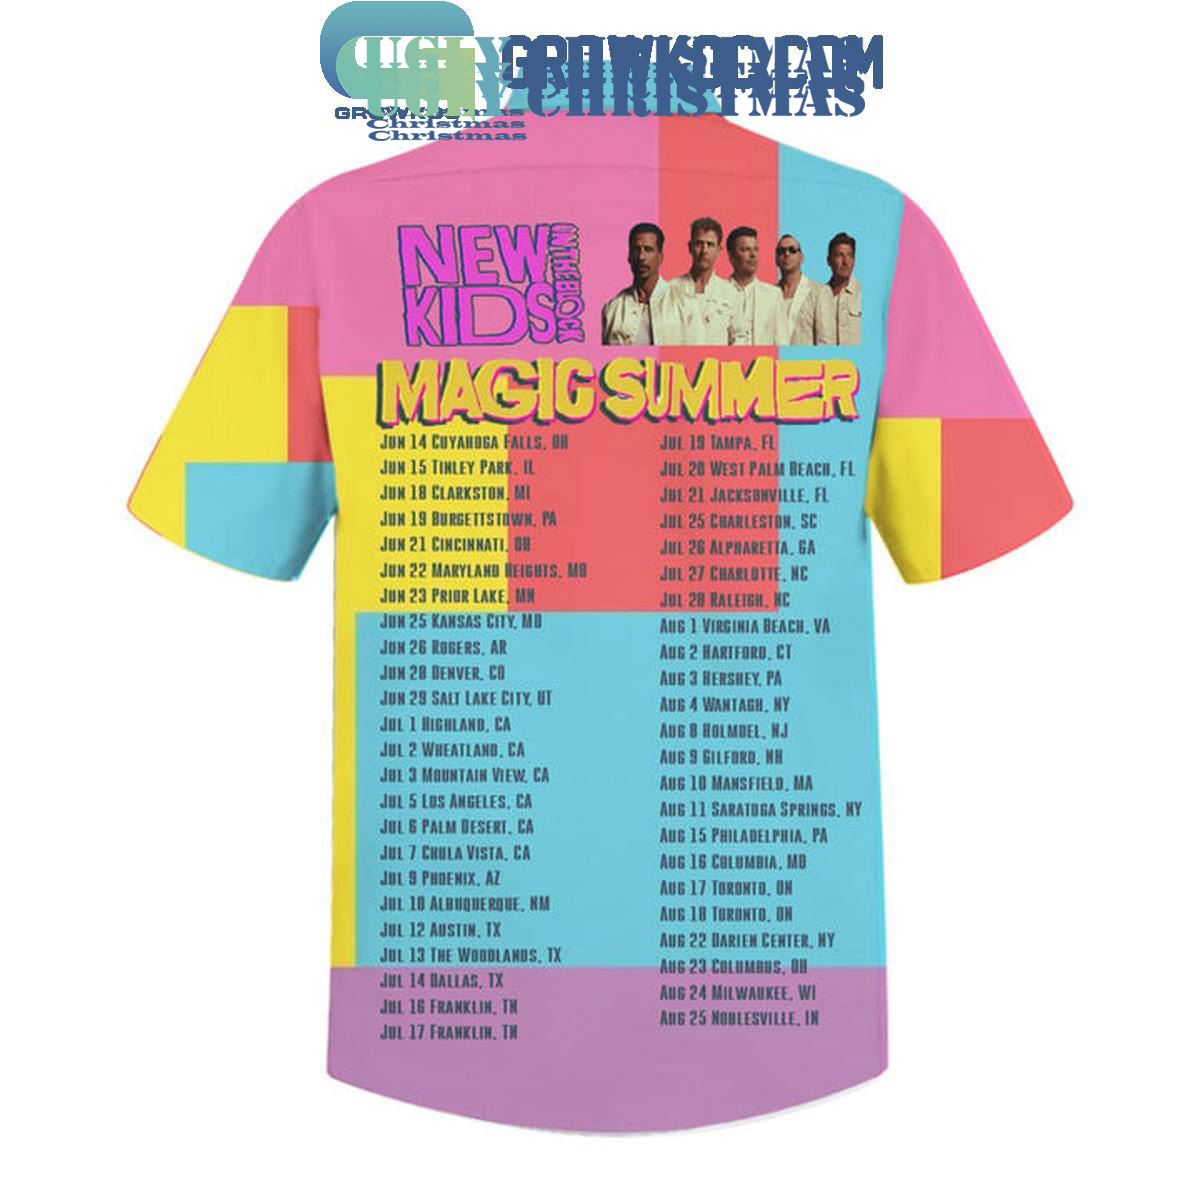 UGLY CHRISTMAS
GROWKOC.COM
UGLY CHRISTMAS
GROWKOC
Christmas
Christmas
NEW
KIDS
ON THE BLOCK
MAGIC SUMMER
JUN 14 CUYAHOGA FALLS, OH
JUN 15 TINLEY PARK, IL
JUN 18 CLARKSTON, MI
JUN 19 BURGETTSTOWN, PA
JUN 21 CINCINNATI, OH
JUN 22 MARYLAND HEIGHTS, MO
JUN 23 PRIOR LAKE, MN
JUN 25 KANSAS CITY, MO
JUN 26 ROGERS, AR
JUN 28 DENVER, CO
JUN 29 SALT LAKE CITY, UT
JUL 1 HIGHLAND, CA
JUL 2 WHEATLAND, CA
JUL 3 MOUNTAIN VIEW, CA
JUL 5 LOS ANGELES, CA
JUL 6 PALM DESERT, CA
JUL 7 CHULA VISTA, CA
JUL 9 PHOENIX, AZ
JUL 10 ALBUQUERQUE, NM
JUL 12 AUSTIN, TX
JUL 13 THE WOODLANDS, TX
JUL 14 DALLAS, TX
JUL 16 FRANKLIN, TN
JUL 17 FRANKLIN, TN
JUL 19 TAMPA, FL
JUL 20 WEST PALM BEACH, FL
JUL 21 JACKSONVILLE, FL
JUL 25 CHARLESTON, SC
JUL 26 ALPHARETTA, GA
JUL 27 CHARLOTTE, NC
JUL 28 RALEIGH, NC
AUG 1 VIRGINIA BEACH, VA
AUG 2 HARTFORD, CT
AUG 3 HERSHEY, PA
AUG 4 WANTAGH, NY
AUG 8 HOLMDEL, NJ
AUG 9 GILFORD, NH
AUG 10 MANSFIELD, MA
AUG 11 SARATOGA SPRINGS, NY
AUG 15 PHILADELPHIA, PA
AUG 16 COLUMBIA, MD
AUG 17 TORONTO, ON
AUG 18 TORONTO, ON
AUG 22 DARIEN CENTER, NY
AUG 23 COLUMBUS, OH
AUG 24 MILWAUKEE, WI
AUG 25 NOBLESVILLE, IN